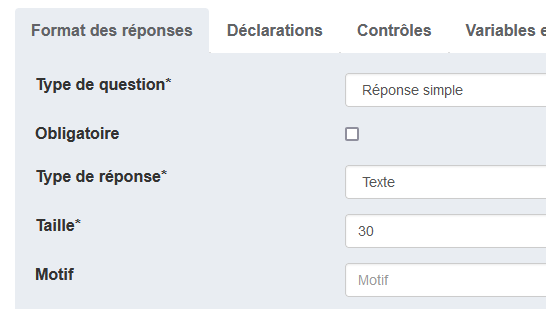 Format des réponses Déclarations Contrôles Variables
Type de question* Réponse simple
Obligatoire
Type de réponse* Texte
Taille* 30
Motif Motif